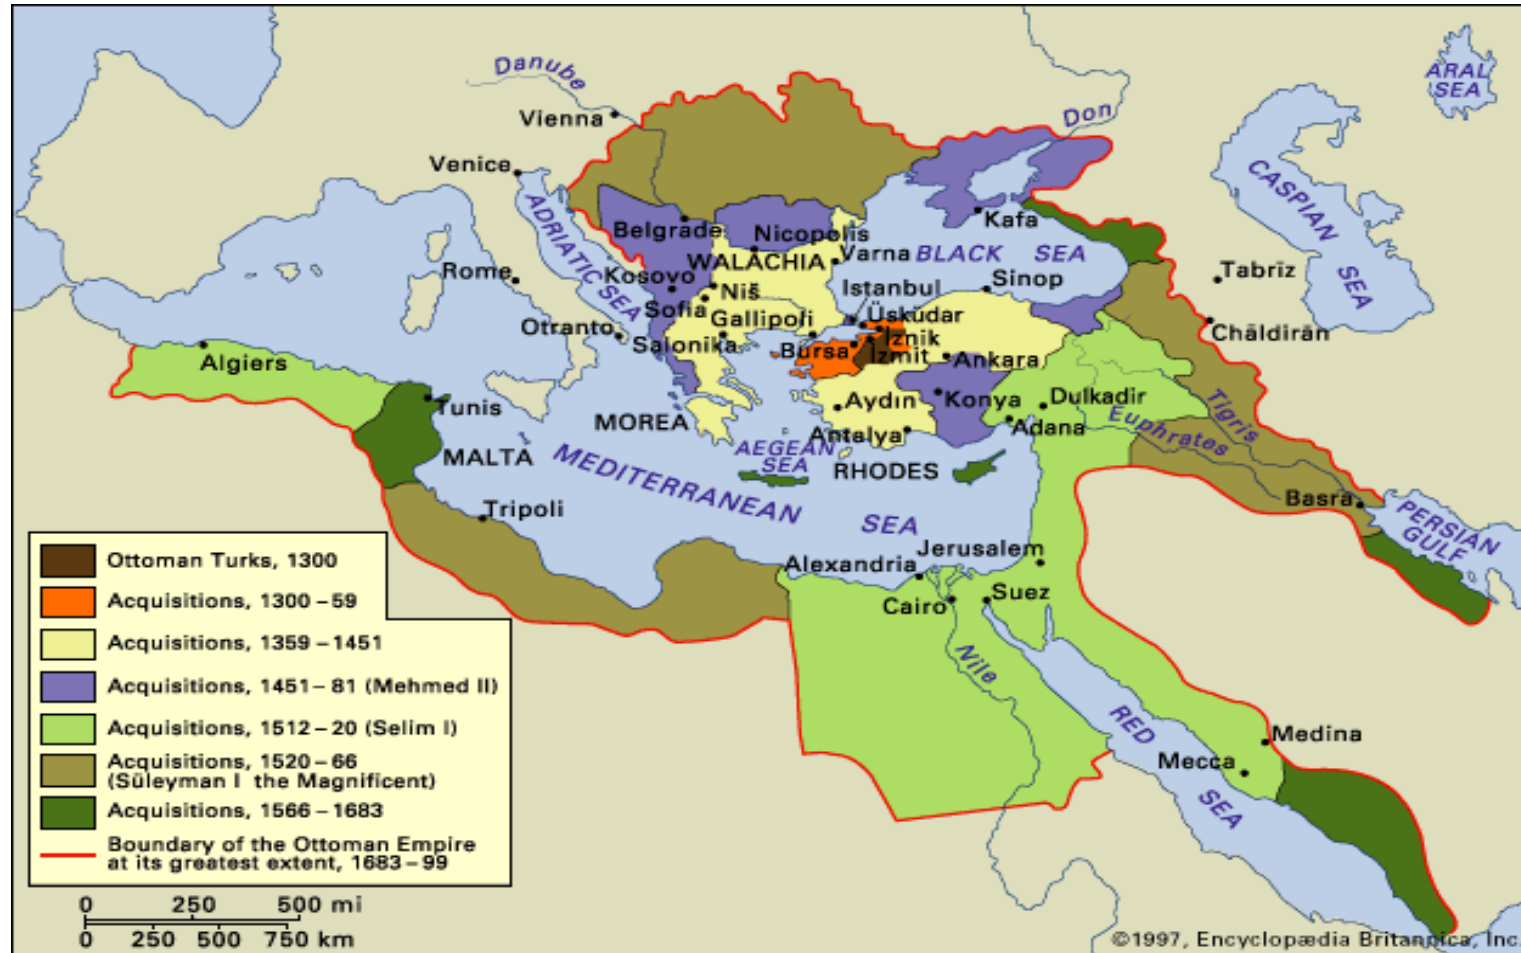 ARAL
SEA
Danube
Don
Vienna
Venice
CASPIAN
SEA
ADRIATIC SEA
Kafa
Belgrade
Nicopolis
WALACHIA
Varna
BLACK SEA
Rome
Kosovo
Niš
Sinop
Tabrīz
Sofia
Istanbul
Gallipoli
Üsküdar
Otranto
Salonika
Bursa
İznik
İzmit
Ankara
Chāldirān
Algiers
Tunis
MOREA
Aydın
Konya
Dulkadir
Tigris
Antalya
Adana
Euphrates
MALTA
MEDITERRANEAN
SEA
AEGEAN
SEA
RHODES
Basra
PERSIAN
GULF
Tripoli
Jerusalem
Alexandria
Cairo
Suez
Nile
RED
SEA
Medina
Mecca
Ottoman Turks, 1300
Acquisitions, 1300–59
Acquisitions, 1359–1451
Acquisitions, 1451–81 (Mehmed II)
Acquisitions, 1512–20 (Selim I)
Acquisitions, 1520–66
(Süleyman I the Magnificent)
Acquisitions, 1566–1683
Boundary of the Ottoman Empire
at its greatest extent, 1683–99
0 250 500 mi
0 250 500 750 km
©1997, Encyclopædia Britannica, Inc.